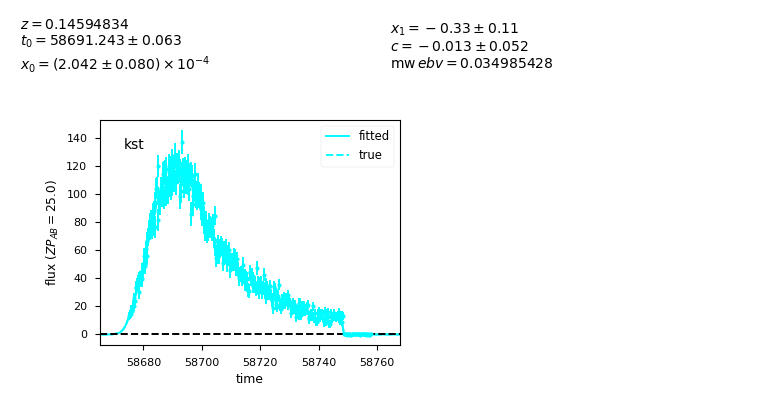 z = 0.14594834
t₀ = 58691.243 ± 0.063
x₀ = (2.042 ± 0.080) × 10⁻⁴
x₁ = −0.33 ± 0.11
c = −0.013 ± 0.052
mw ebv = 0.034985428
kst
fitted
true
140
120
100
80
60
40
20
0
flux (ZP_AB = 25.0)
58680 58700 58720 58740 58760
time